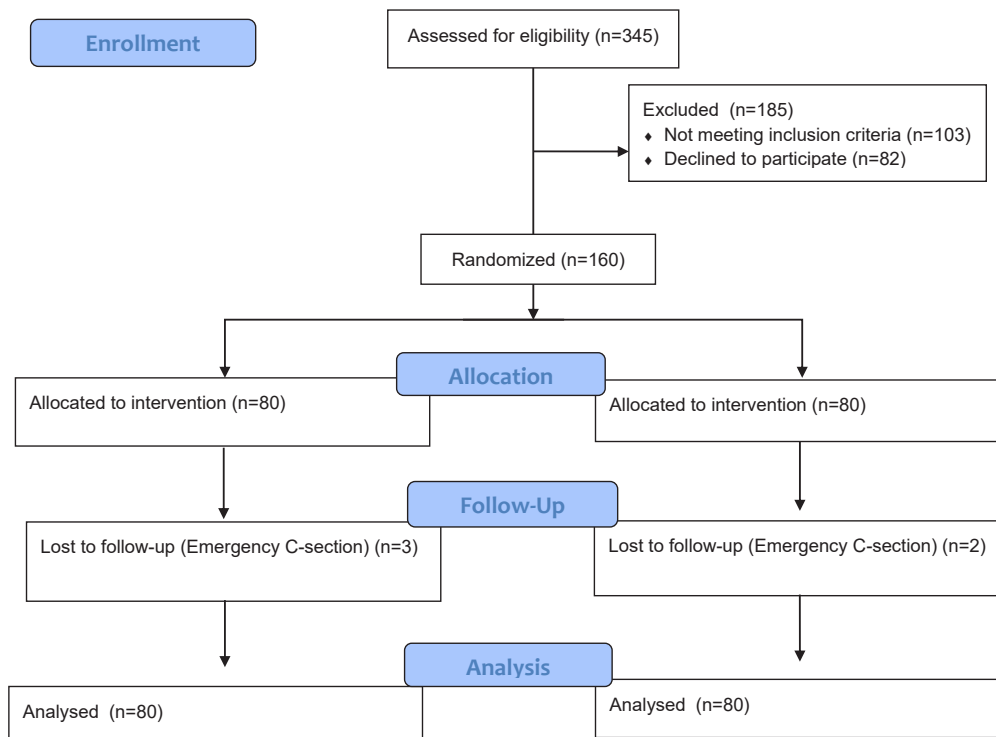 Enrollment
Assessed for eligibility (n=345)
Excluded (n=185)
♦ Not meeting inclusion criteria (n=103)
♦ Declined to participate (n=82)
Randomized (n=160)
Allocation
Allocated to intervention (n=80)
Allocated to intervention (n=80)
Follow-Up
Lost to follow-up (Emergency C-section) (n=3)
Lost to follow-up (Emergency C-section) (n=2)
Analysis
Analysed (n=80)
Analysed (n=80)